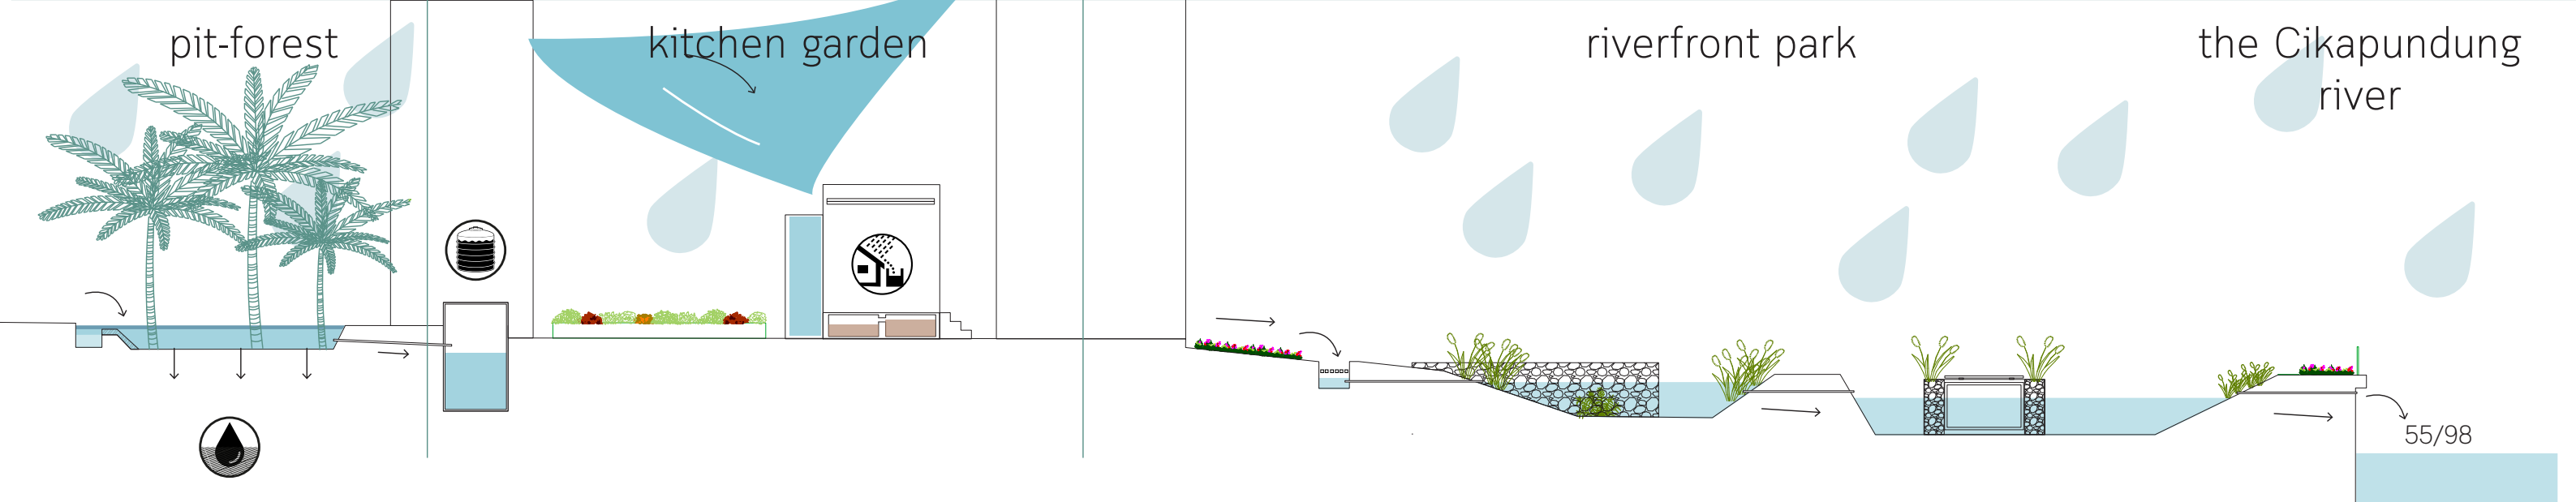 pit-forest
kitchen garden
riverfront park
the Cikapundung
river
55/98